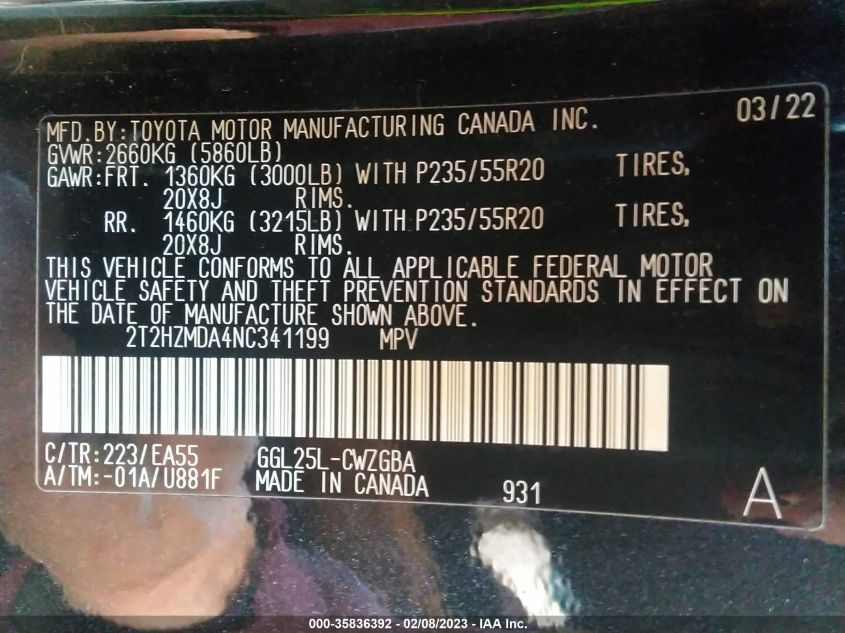 03/22
MFD.BY:TOYOTA MOTOR MANUFACTURING CANADA INC.
GVWR:2660KG (5860LB)
GAWR:FRT. 1360KG (3000LB) WITH P235/55R20 TIRES,
20X8J RIMS.
RR. 1460KG (3215LB) WITH P235/55R20 TIRES,
20X8J RIMS.
THIS VEHICLE CONFORMS TO ALL APPLICABLE FEDERAL MOTOR
VEHICLE SAFETY AND THEFT PREVENTION STANDARDS IN EFFECT ON
THE DATE OF MANUFACTURE SHOWN ABOVE.
2T2HZMDA4NC341199 MPV
C/TR:223/EA55 GGL25L-CWZGBA
A/TM:-01A/U881F MADE IN CANADA 931 A
000-35836392 - 02/08/2023 - IAA Inc.